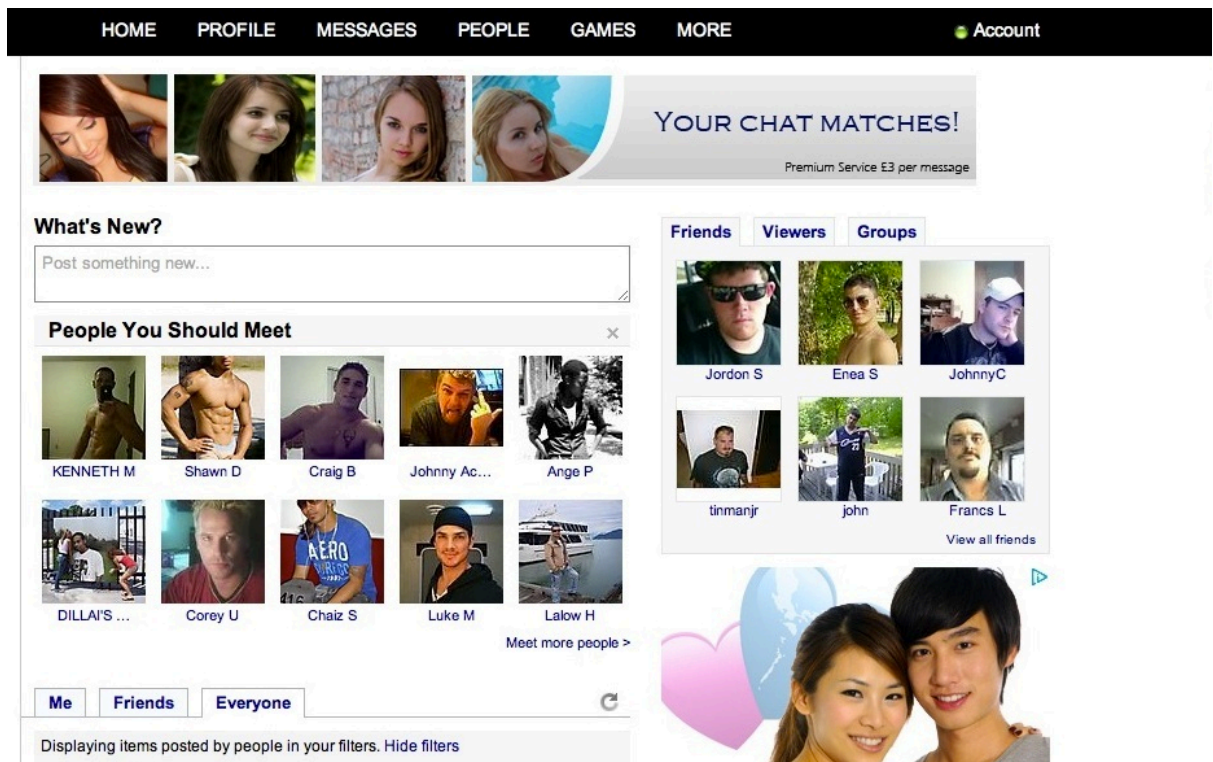 HOME PROFILE MESSAGES PEOPLE GAMES MORE Account
YOUR CHAT MATCHES!
Premium Service £3 per message
What's New?
Post something new...
People You Should Meet
KENNETH M Shawn D Craig B Johnny Ac... Ange P
AERO
DILLAI'S ... Corey U Chaiz S Luke M Lalow H
Meet more people >
Friends Viewers Groups
Jordon S Enea S JohnnyC
tinmanjr john Francs L
View all friends
Me Friends Everyone
Displaying items posted by people in your filters. Hide filters